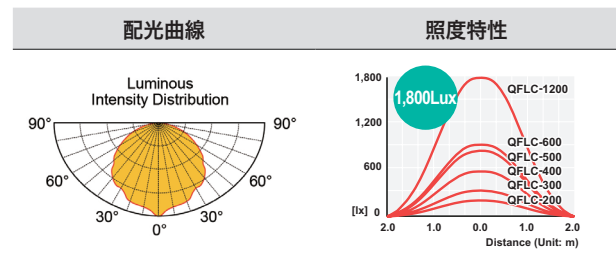 配光曲線
照度特性
Luminous
Intensity Distribution
90°
90°
60°
60°
30°
30°
0°
1,800
1,200
600
[lx]
0
1,800Lux
QFLC-1200
QFLC-600
QFLC-500
QFLC-400
QFLC-300
QFLC-200
2.0 1.0 0.0 1.0 2.0
Distance (Unit: m)